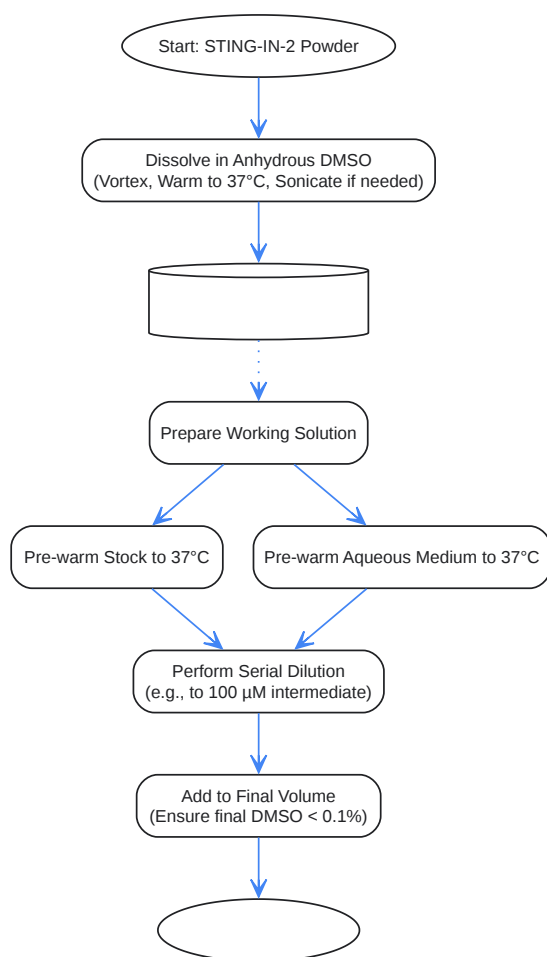 Start: STING-IN-2 Powder
Dissolve in Anhydrous DMSO
(Vortex, Warm to 37°C, Sonicate if needed)
Prepare Working Solution
Pre-warm Stock to 37°C
Pre-warm Aqueous Medium to 37°C
Perform Serial Dilution
(e.g., to 100 µM intermediate)
Add to Final Volume
(Ensure final DMSO < 0.1%)